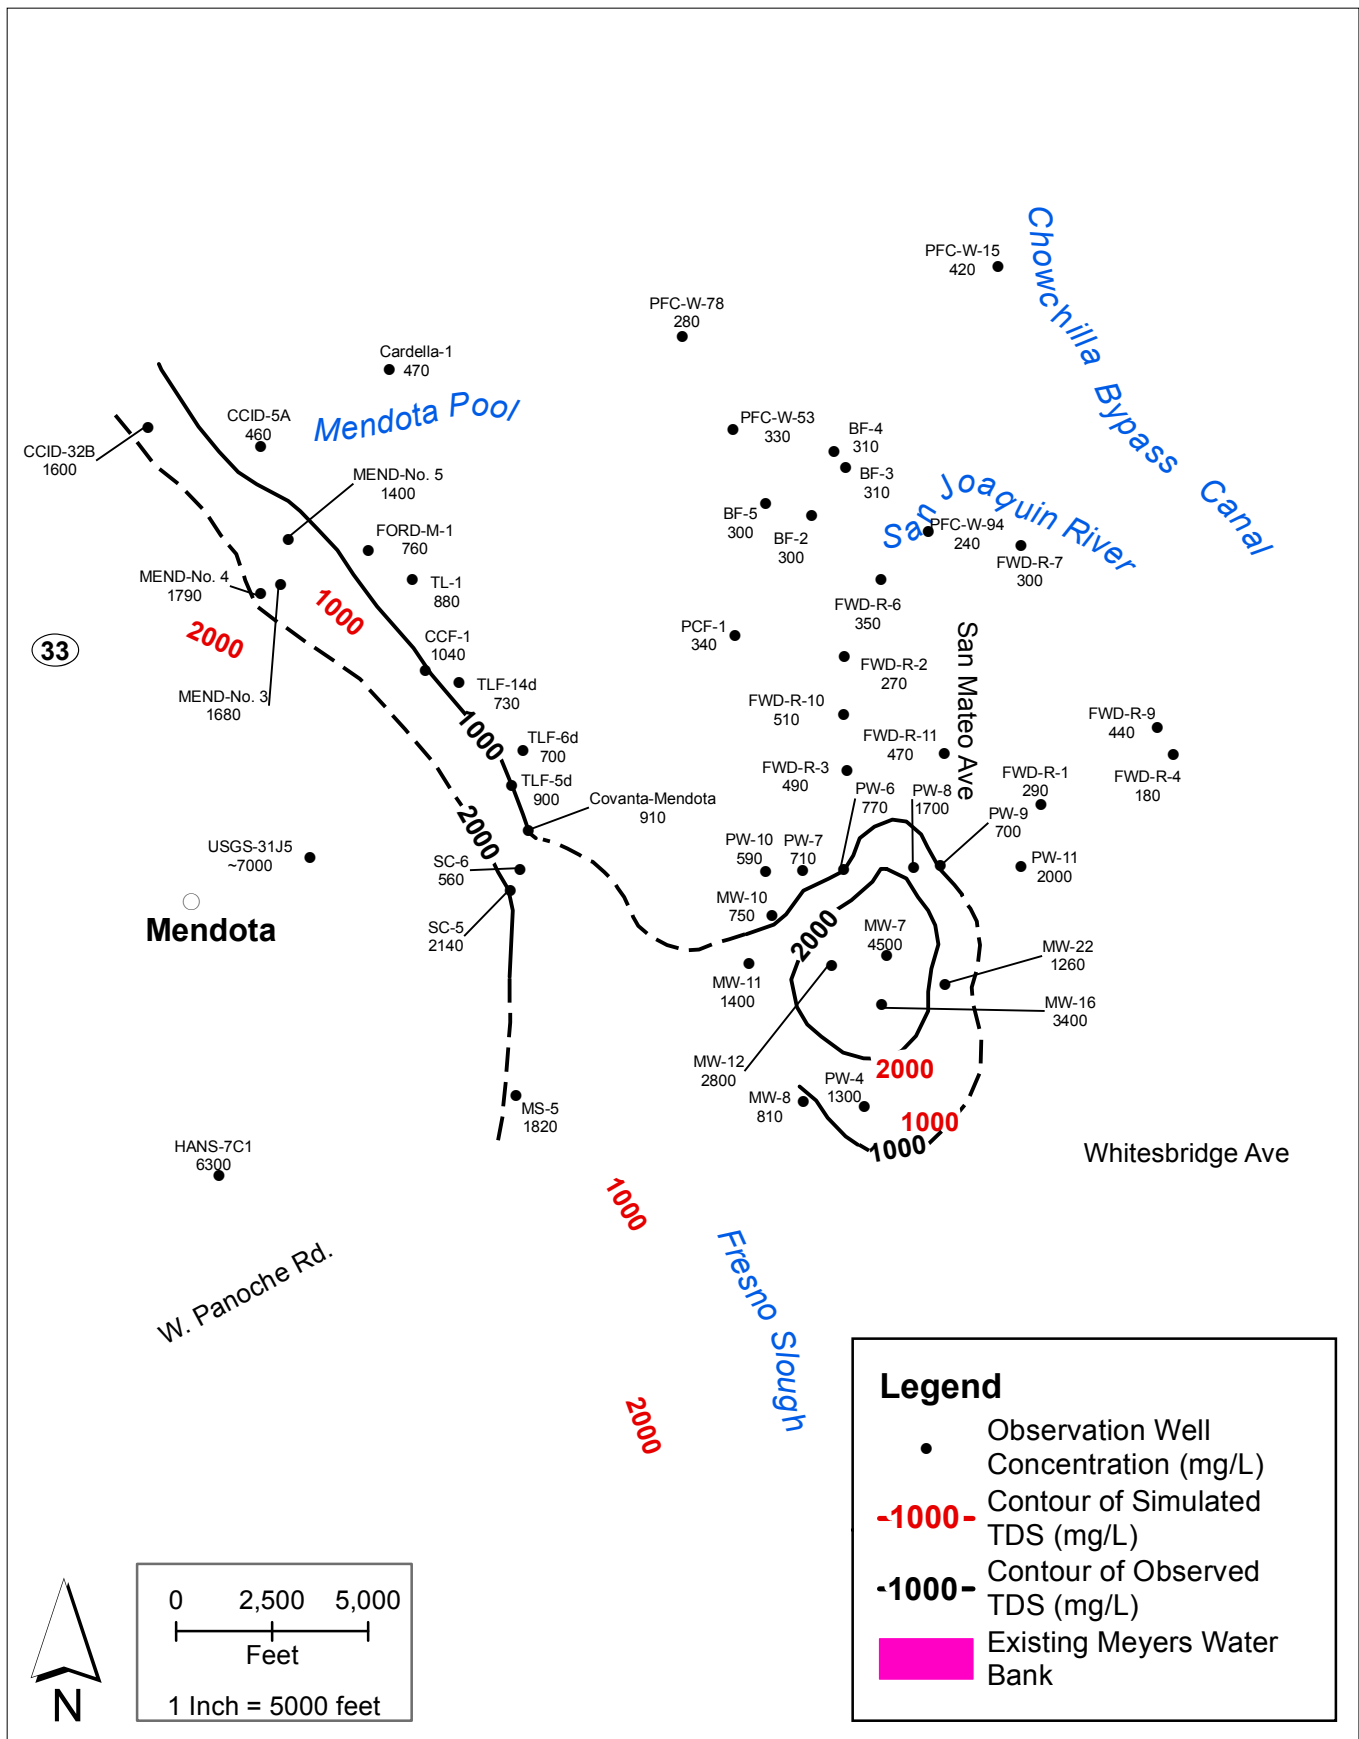 Chowchilla Bypass Canal
PFC-W-15
420
PFC-W-78
280
Cardella-1
470
Mendota Pool
CCID-5A
460
CCID-32B
1600
MEND-No. 5
1400
PFC-W-53
330
BF-4
310
BF-3
310
San Joaquin River
BF-5
300
BF-2
300
PFC-W-94
240
FWD-R-7
300
FORD-M-1
760
TL-1
880
MEND-No. 4
1790
1000
2000
33
FWD-R-6
350
PCF-1
340
San Mateo Ave
CCF-1
1040
FWD-R-2
270
TLF-14d
730
MEND-No. 3
1680
FWD-R-10
510
FWD-R-9
440
1000
TLF-6d
700
FWD-R-11
470
FWD-R-4
180
FWD-R-3
490
FWD-R-1
290
TLF-5d
900
PW-6
770
PW-8
1700
PW-9
700
Covanta-Mendota
910
2000
USGS-31J5
~7000
SC-6
560
PW-10
590
PW-7
710
PW-11
2000
Mendota
SC-5
2140
MW-10
750
2000
MW-7
4500
MW-22
1260
MW-11
1400
MW-16
3400
MW-12
2800
2000
PW-4
1300
MW-8
810
MS-5
1820
1000
1000
HANS-7C1
6300
Whitesbridge Ave
1000
W. Panoche Rd.
Fresno Slough
2000
Legend
Observation Well
Concentration (mg/L)
-1000-
Contour of Simulated
TDS (mg/L)
-1000-
Contour of Observed
TDS (mg/L)
Existing Meyers Water
Bank
0 2,500 5,000
Feet
1 Inch = 5000 feet
N